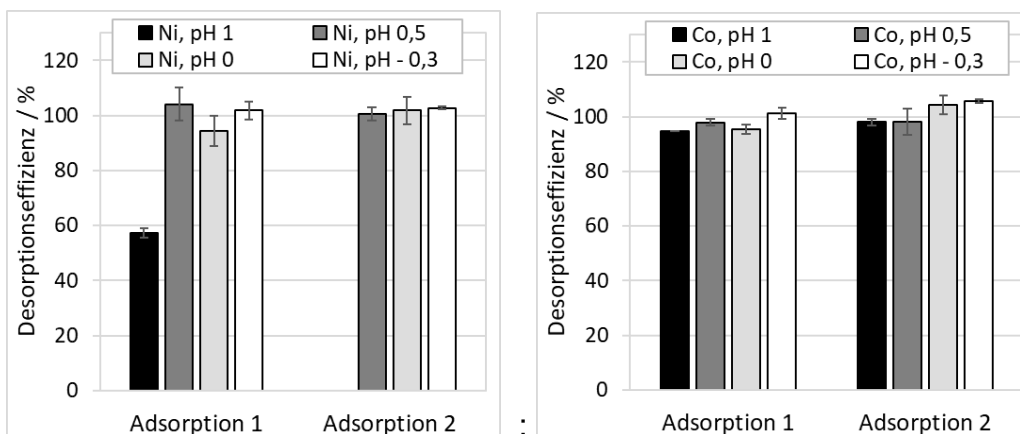 Ni, pH 1 Ni, pH 0,5
Ni, pH 0 Ni, pH - 0,3
Desorptionseffizienz / %
120
100
80
60
40
20
0
Adsorption 1 Adsorption 2
;
Co, pH 1 Co, pH 0,5
Co, pH 0 Co, pH - 0,3
Desorptionseffizienz / %
120
100
80
60
40
20
0
Adsorption 1 Adsorption 2